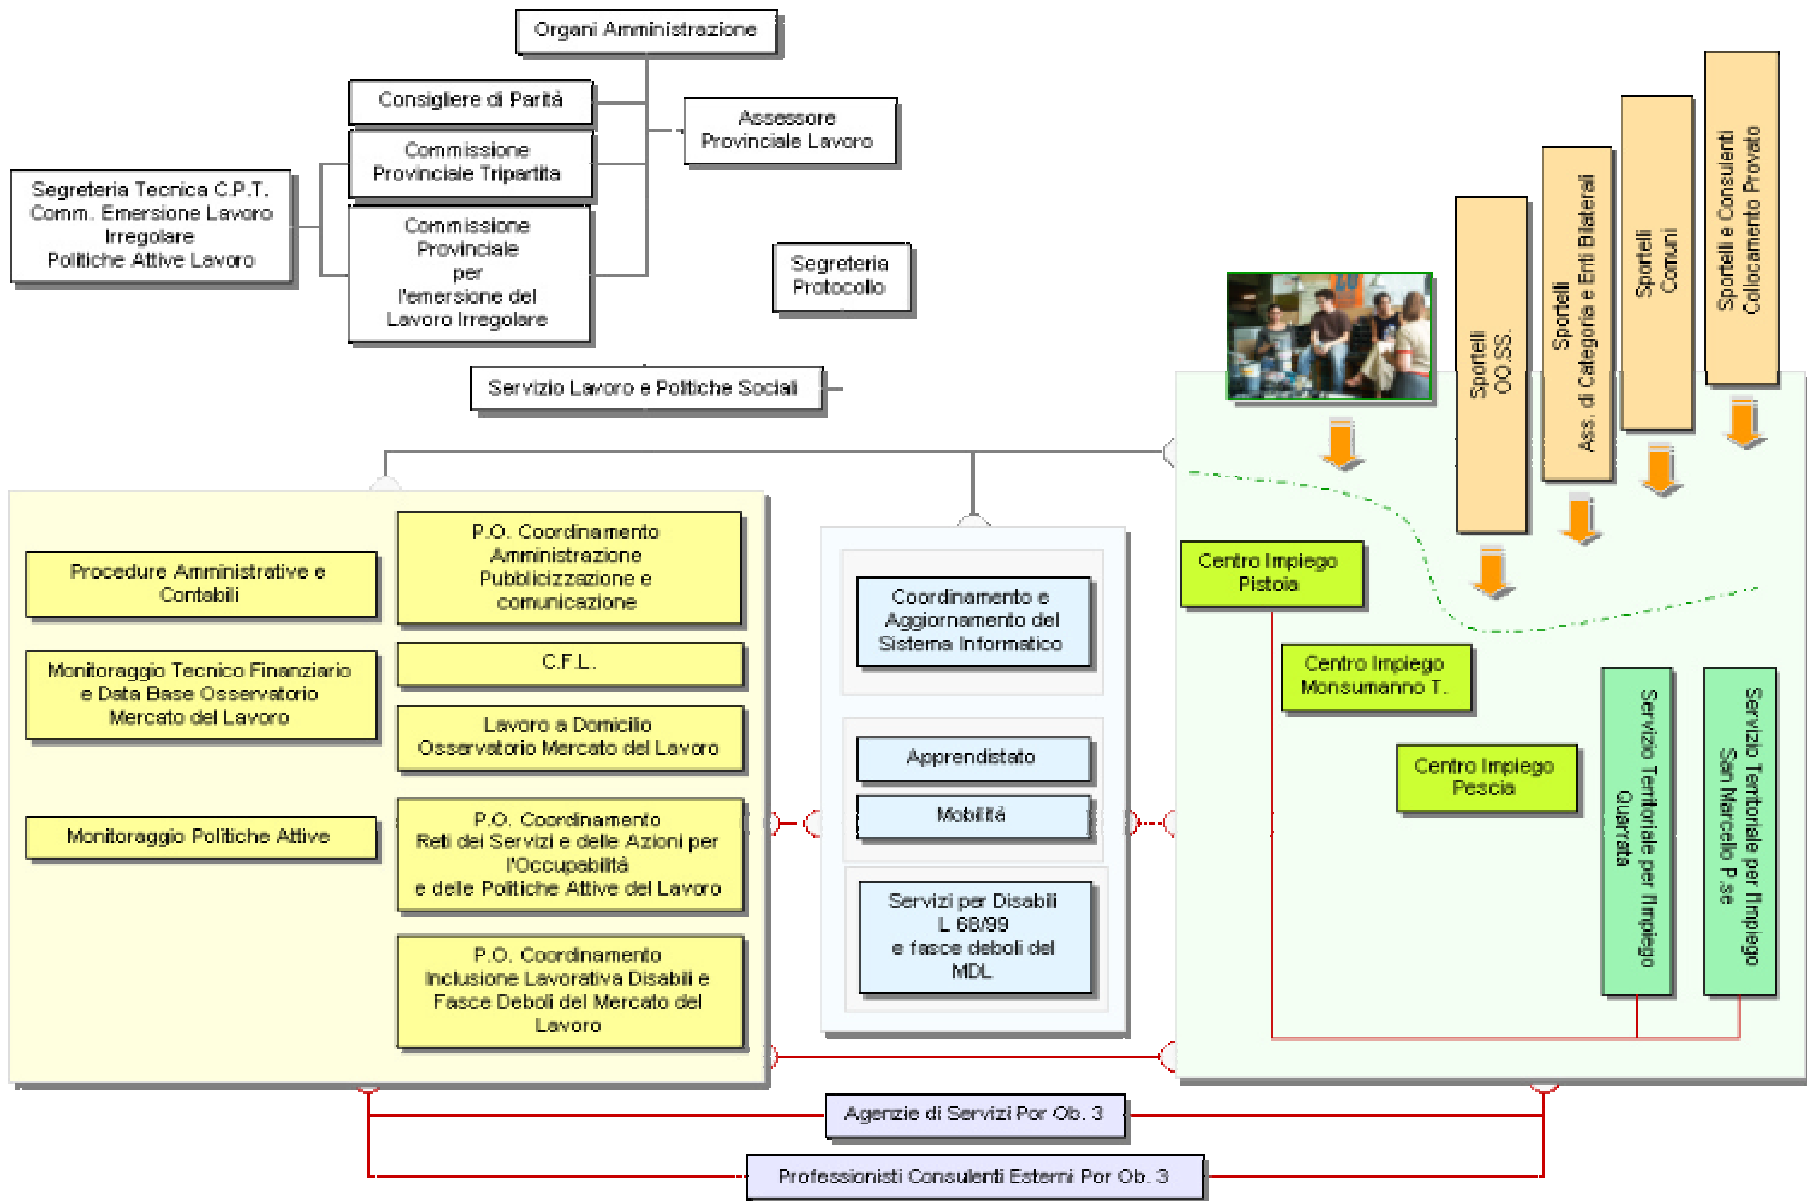 Organi Amministrazione
Consigliere di Parità
Assessore
Provinciale Lavoro
Commissione
Provinciale Tripartita
Segreteria Tecnica C.P.T.
Comm. Emersione Lavoro
Irregolare
Politiche Attive Lavoro
Commissione
Provinciale
per
l'emersione del
Lavoro Irregolare
Segreteria
Protocollo
Servizio Lavoro e Politiche Sociali
Sportelli
OO.SS.
Sportelli
Ass. di Categoria e Enti Bilaterali
Sportelli
Comuni
Sportelli e Consulenti
Collocamento Provato
Procedure Amministrative e
Contabili
Monitoraggio Tecnico Finanziario
e Data Base Osservatorio
Mercato del Lavoro
Monitoraggio Politiche Attive
P.O. Coordinamento
Amministrazione
Pubblicizzazione e
comunicazione
C.F.L.
Lavoro a Domicilio
Osservatorio Mercato del Lavoro
P.O. Coordinamento
Reti dei Servizi e delle Azioni per
l'Occupabilità
e delle Politiche Attive del Lavoro
P.O. Coordinamento
Inclusione Lavorativa Disabili e
Fasce Deboli del Mercato del
Lavoro
Coordinamento e
Aggiornamento del
Sistema Informatico
Apprendistato
Mobilità
Servizi per Disabili
L 68/99
e fasce deboli del
MDL
Centro Impiego
Pistoia
Centro Impiego
Monsumanno T.
Centro Impiego
Pescia
Servizio Territoriale per l'Impiego
Quarrata
Servizio Territoriale per l'Impiego
San Marcello P.se
Agenzie di Servizi Por Ob. 3
Professionisti Consulenti Esterni Por Ob. 3